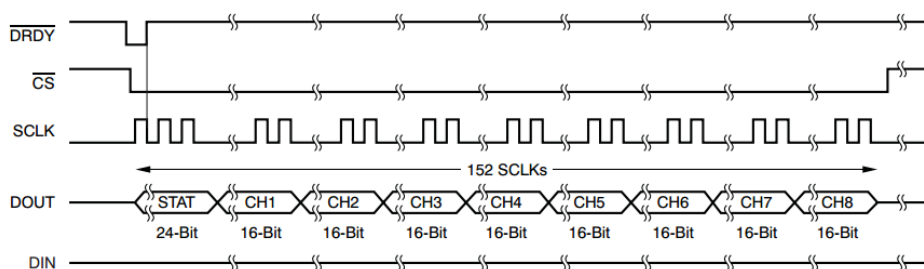 DRDY
CS
SCLK
152 SCLKs
DOUT STAT CH1 CH2 CH3 CH4 CH5 CH6 CH7 CH8
24-Bit 16-Bit 16-Bit 16-Bit 16-Bit 16-Bit 16-Bit 16-Bit 16-Bit
DIN